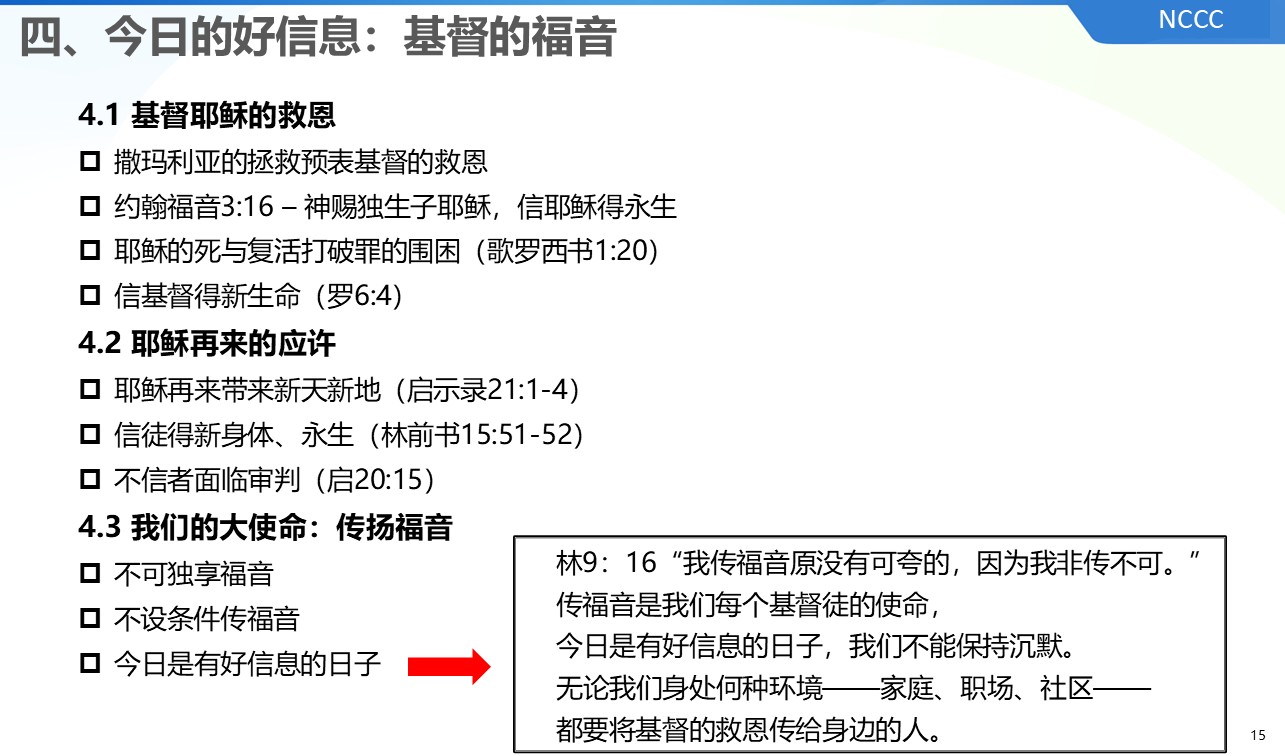 NCCC
四、今日的好信息：基督的福音
4.1 基督耶稣的救恩
撒玛利亚的拯救预表基督的救恩
约翰福音3:16 – 神赐独生子耶稣，信耶稣得永生
耶稣的死与复活打破罪的围困（歌罗西书1:20）
信基督得新生命（罗6:4）
4.2 耶稣再来的应许
耶稣再来带来新天新地（启示录21:1-4）
信徒得新身体、永生（林前书15:51-52）
不信者面临审判（启20:15）
4.3 我们的大使命：传扬福音
不可独享福音
不设条件传福音
今日是有好信息的日子
林9：16“我传福音原没有可夸的，因为我非传不可。”
传福音是我们每个基督徒的使命，
今日是有好信息的日子，我们不能保持沉默。
无论我们身处何种环境——家庭、职场、社区——
都要将基督的救恩传给身边的人。
15